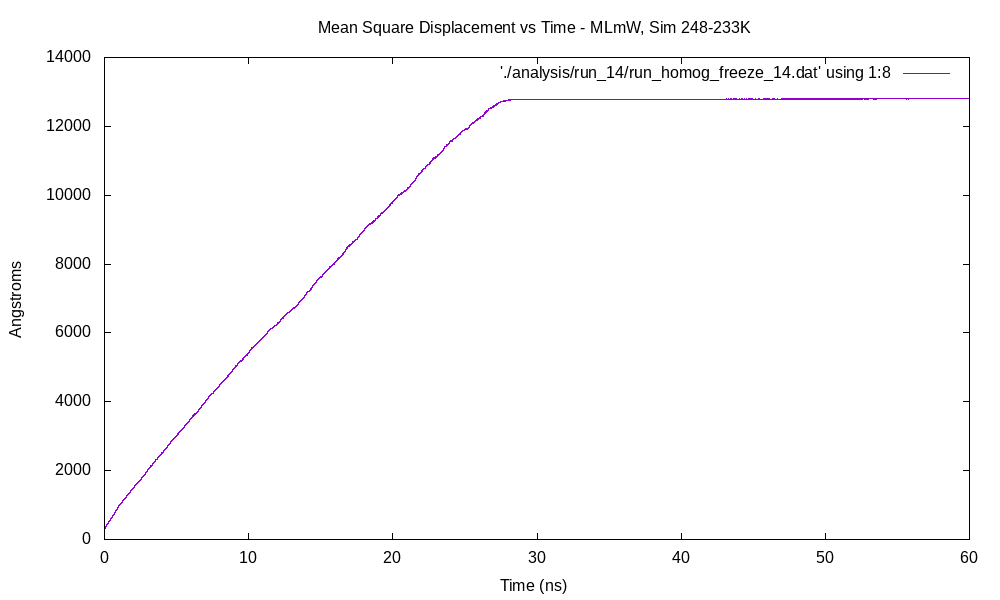 Mean Square Displacement vs Time - MLmW, Sim 248-233K
14000
'./analysis/run_14/run_homog_freeze_14.dat' using 1:8
12000
10000
8000
Angstroms
6000
4000
2000
0
0 10 20 30 40 50 60
Time (ns)